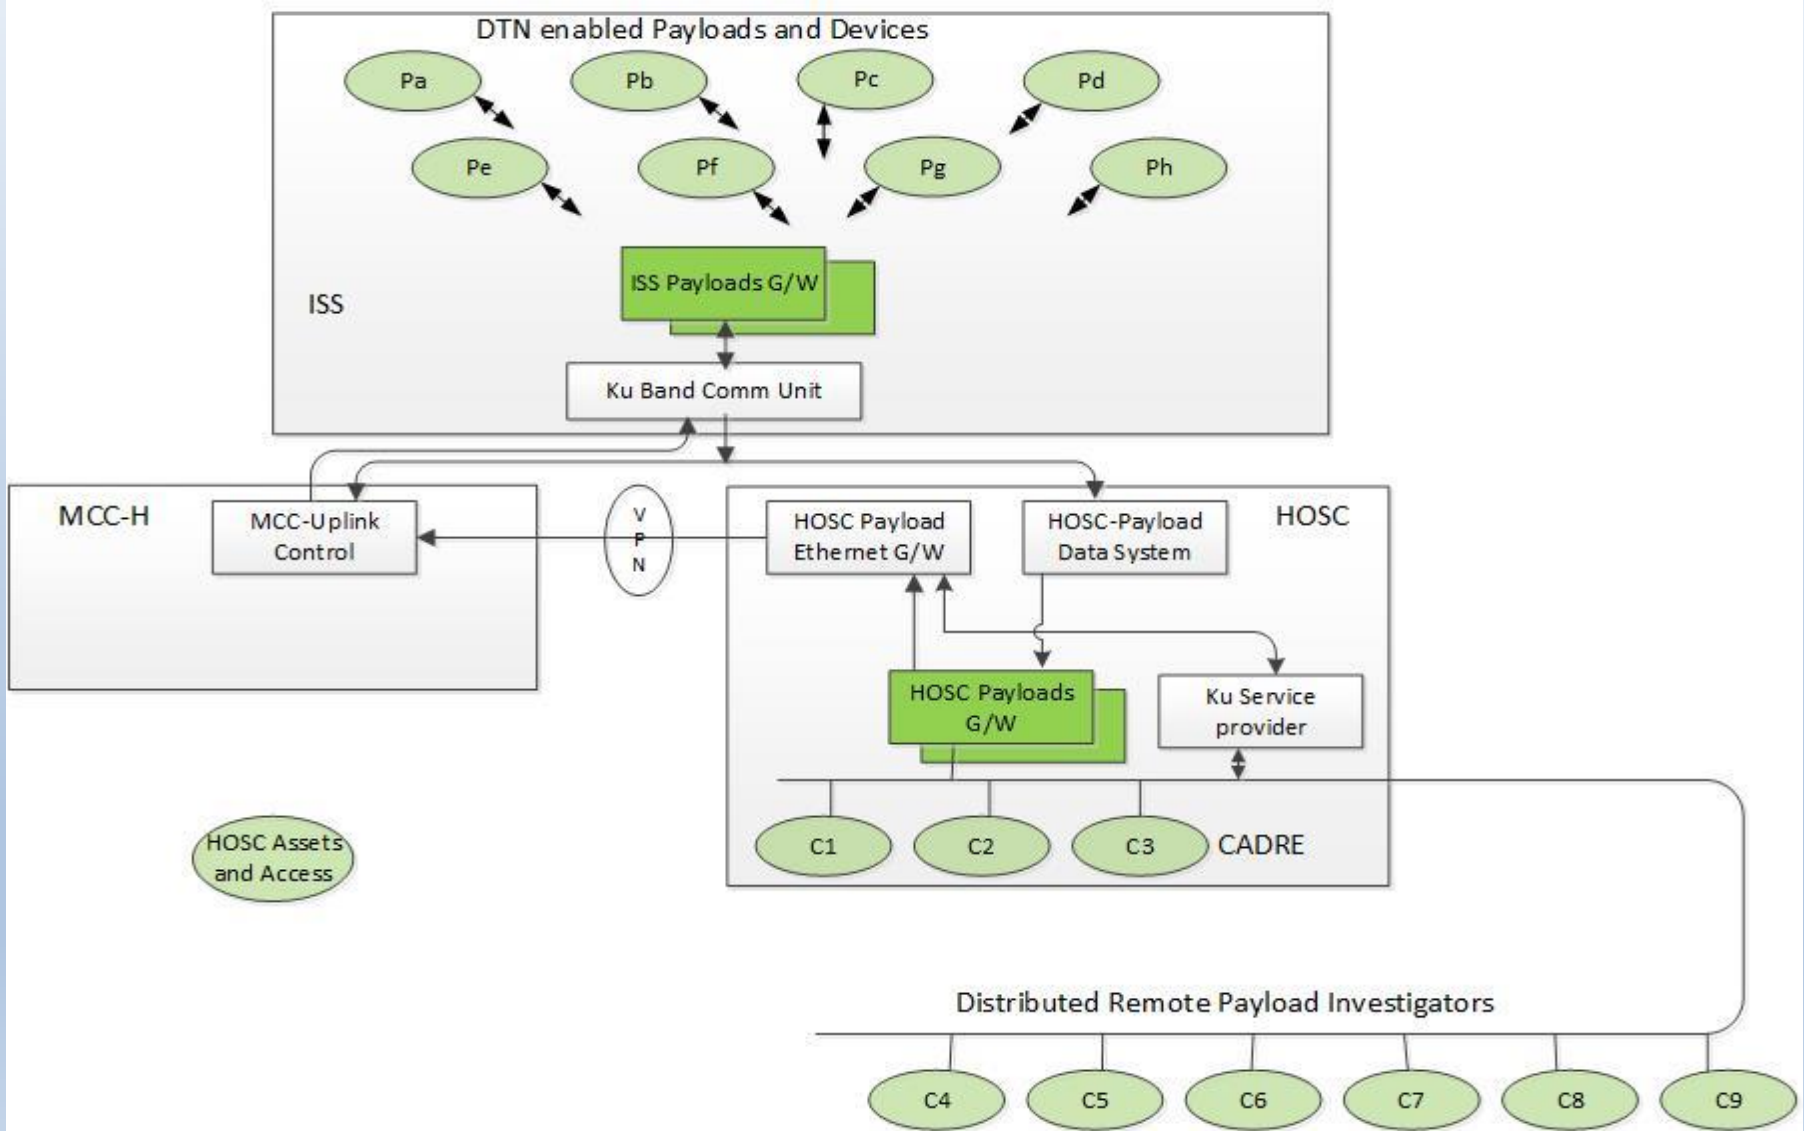 DTN enabled Payloads and Devices
Pa
Pb
Pc
Pd
Pe
Pf
Pg
Ph
ISS Payloads G/W
ISS
Ku Band Comm Unit
MCC-H
MCC-Uplink
Control
V
P
N
HOSC Payload
Ethernet G/W
HOSC-Payload
Data System
HOSC
HOSC Payloads
G/W
Ku Service
provider
C1
C2
C3
CADRE
HOSC Assets
and Access
Distributed Remote Payload Investigators
C4
C5
C6
C7
C8
C9